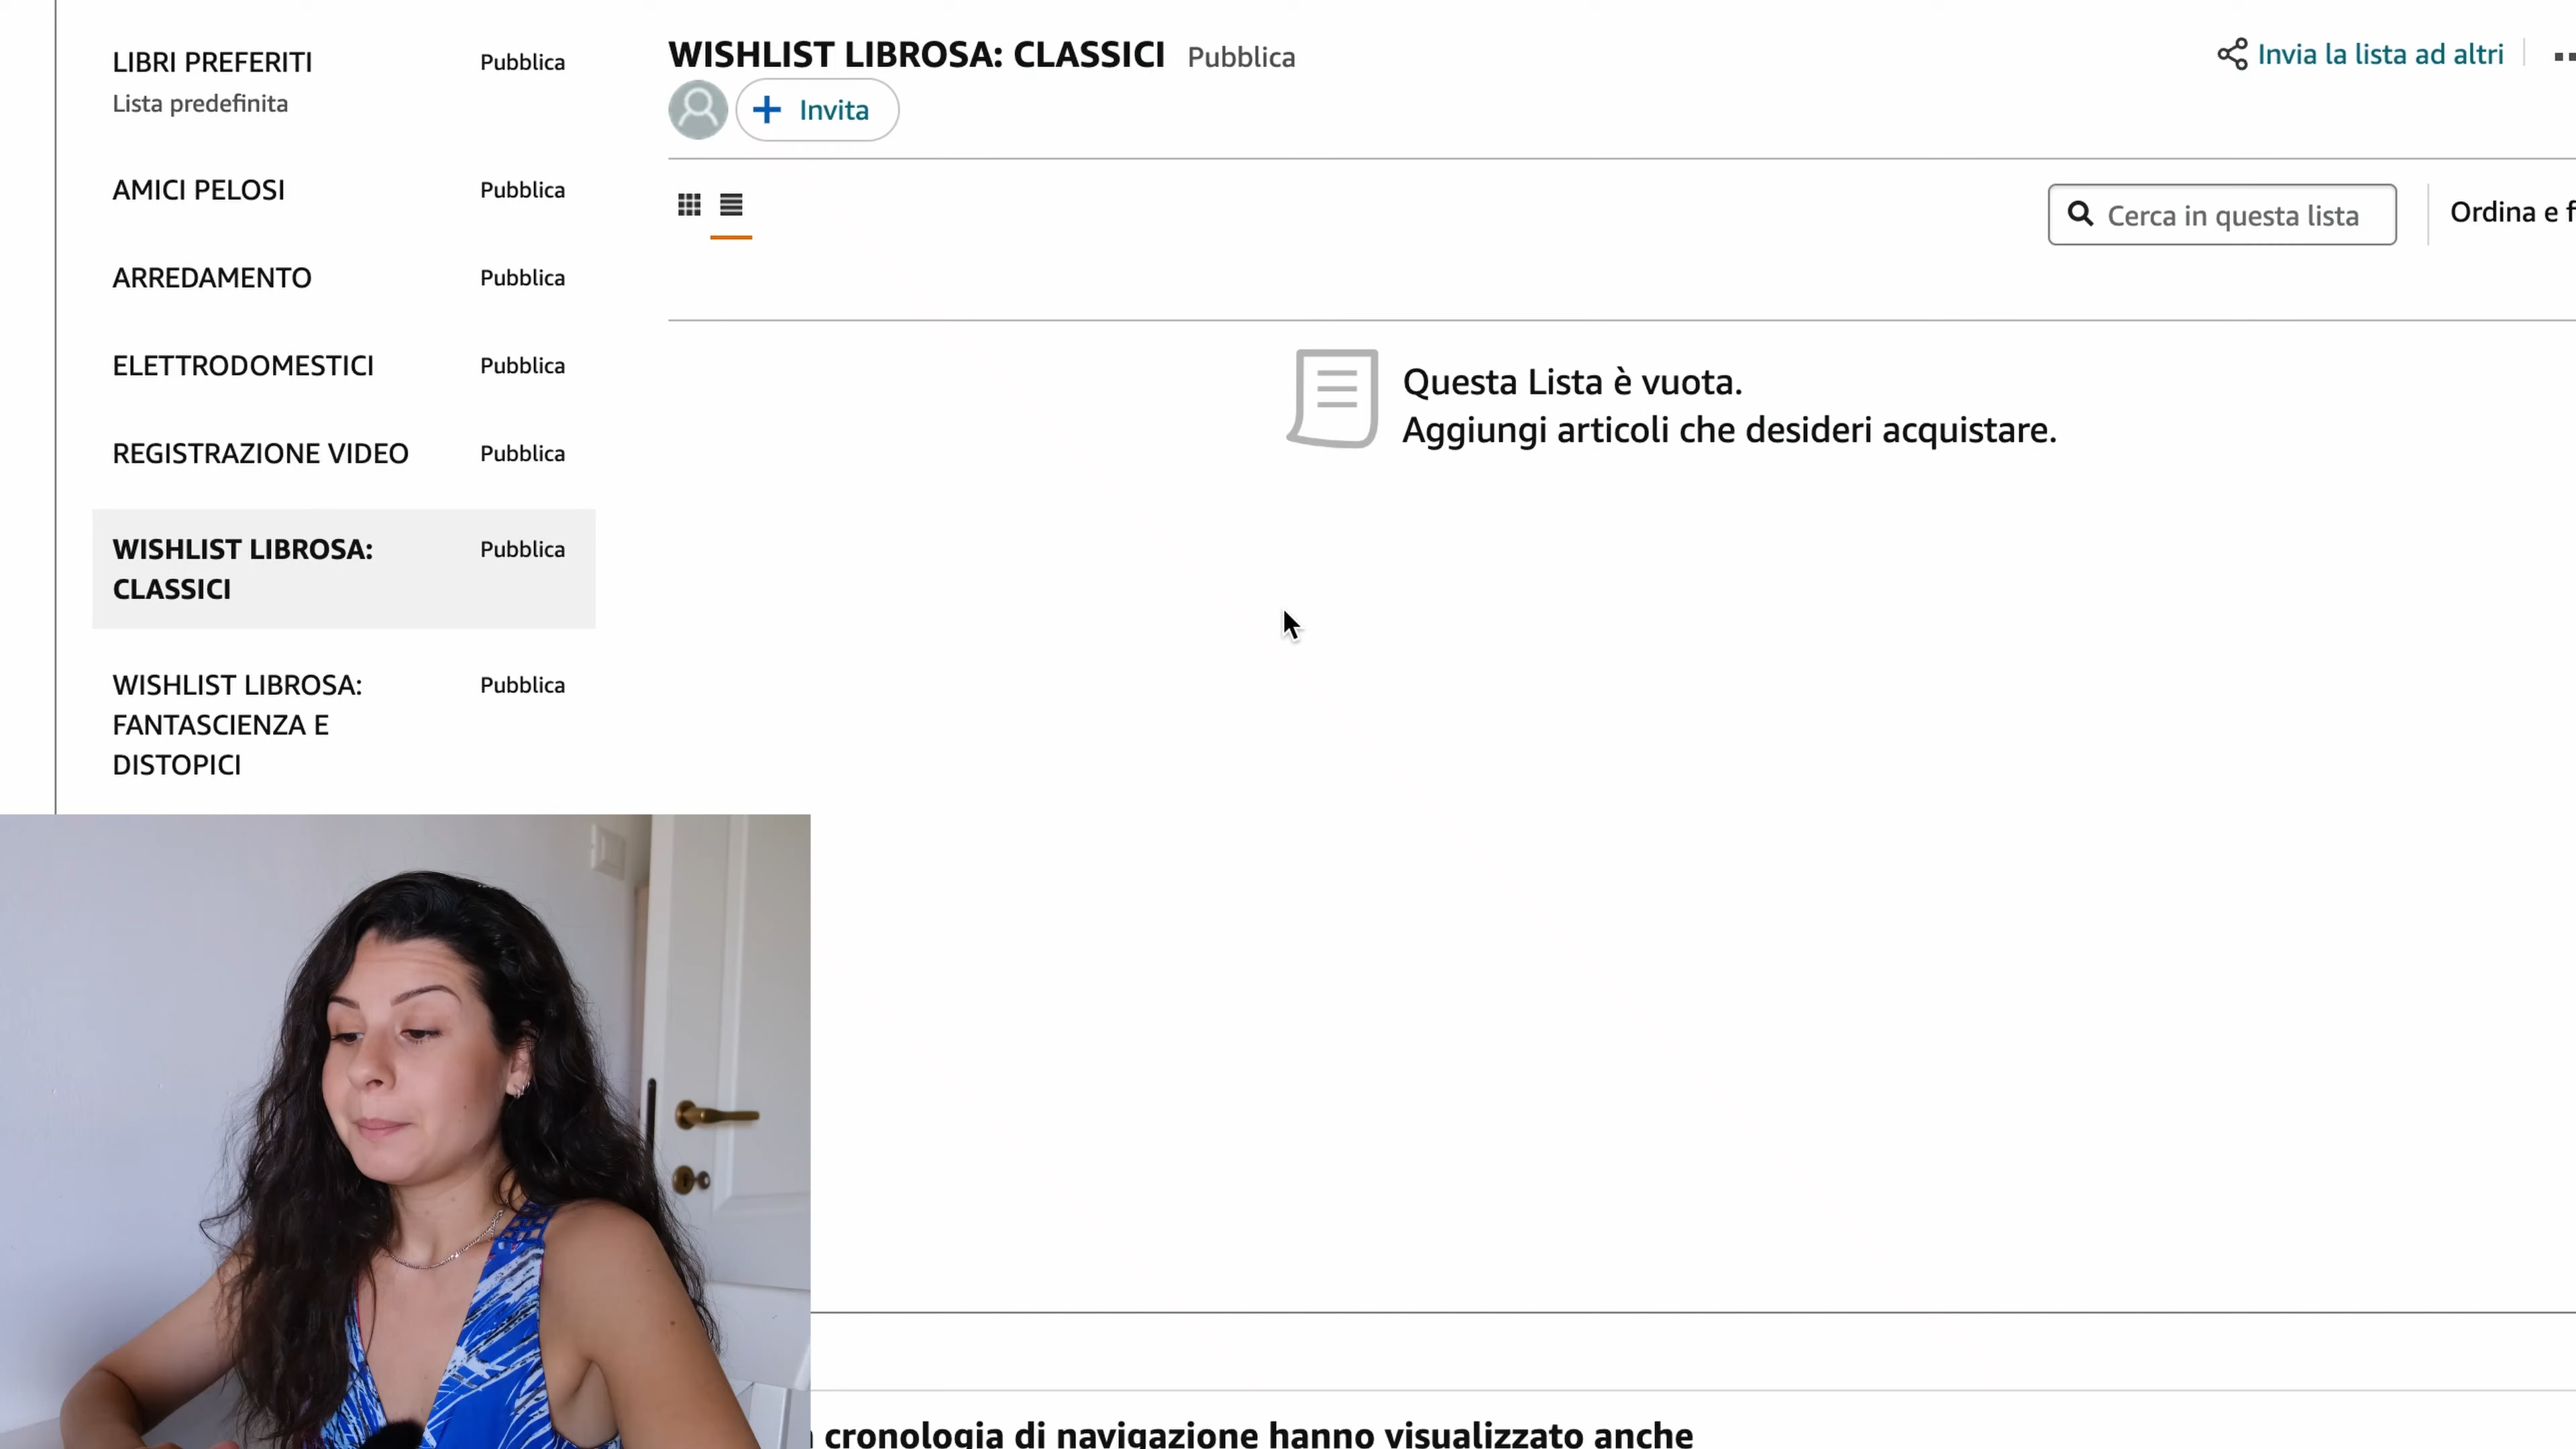 LIBRI PREFERITI Pubblica
Lista predefinita
AMICI PELOSI Pubblica
ARREDAMENTO Pubblica
ELETTRODOMESTICI Pubblica
REGISTRAZIONE VIDEO Pubblica
WISHLIST LIBROSA: Pubblica
CLASSICI
WISHLIST LIBROSA: Pubblica
FANTASCIENZA E
DISTOPICI
WISHLIST LIBROSA: CLASSICI Pubblica
Invia la lista ad altri
Invita
Cerca in questa lista
Ordina e f
Questa Lista è vuota.
Aggiungi articoli che desideri acquistare.
cronologia di navigazione hanno visualizzato anche